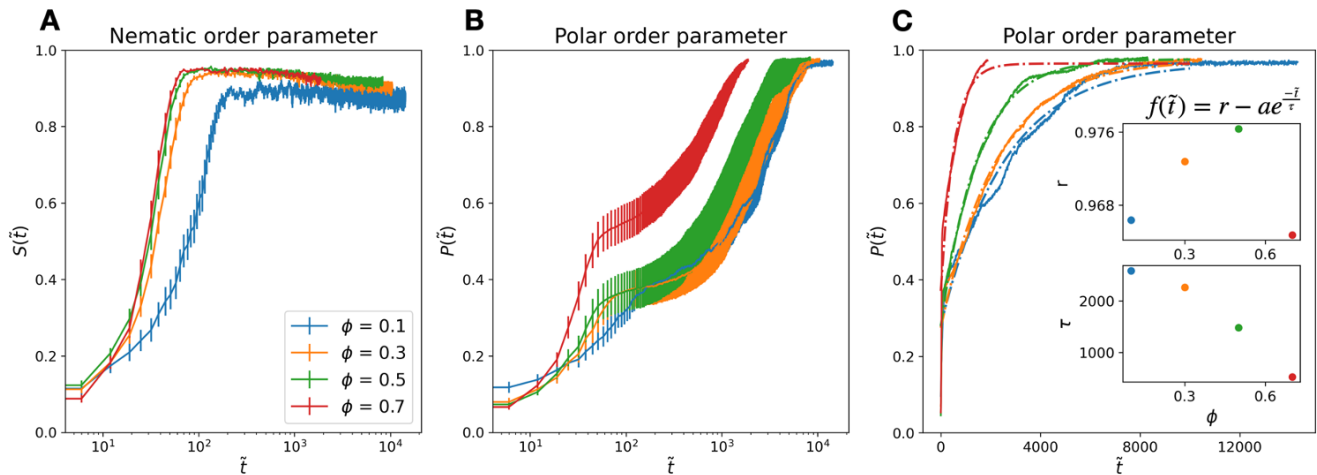 A
Nematic order parameter
1.0
0.8
0.6
0.4
0.2
0.0
S(t̃)
10¹ 10² 10³ 10⁴
t̃
ϕ = 0.1
ϕ = 0.3
ϕ = 0.5
ϕ = 0.7
B
Polar order parameter
1.0
0.8
0.6
0.4
0.2
0.0
P(t̃)
10¹ 10² 10³ 10⁴
t̃
C
Polar order parameter
1.0
0.8
0.6
0.4
0.2
0.0
P(t̃)
0 4000 8000 12000
t̃
f(t̃) = r − ae^(−t̃/τ)
0.976
0.968
r
0.3 0.6
2000
1000
τ
0.3 0.6
ϕ